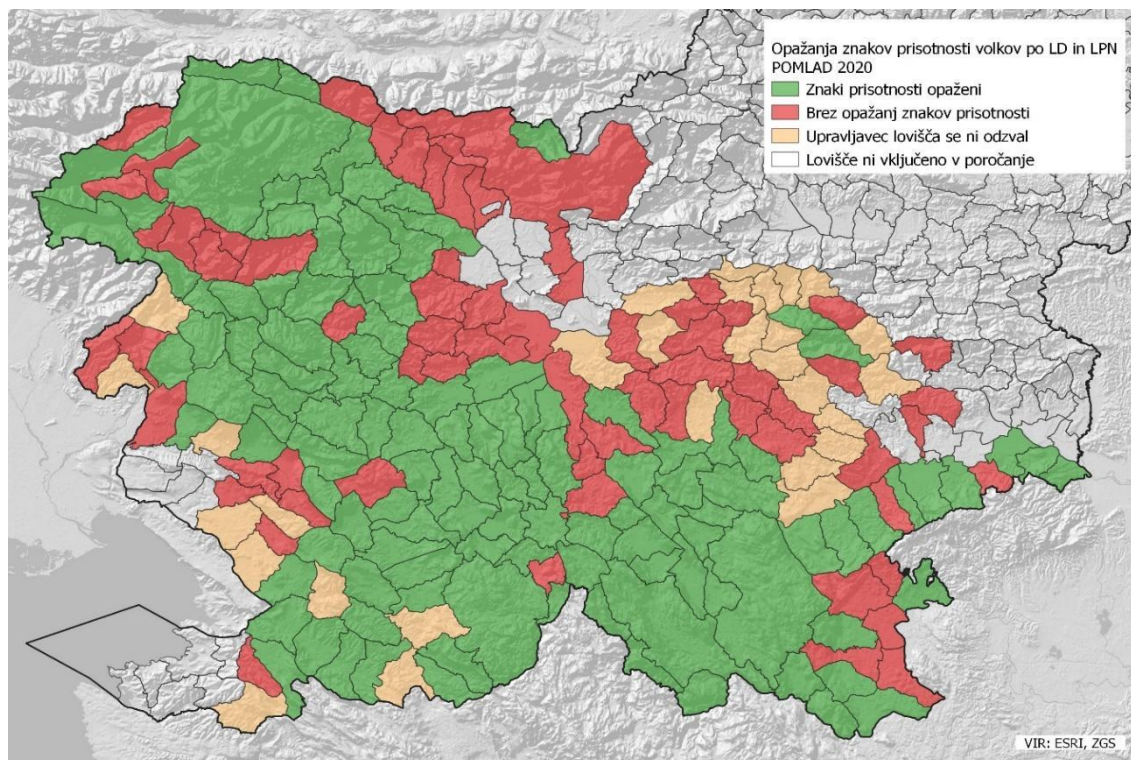 Opažanja znakov prisotnosti volkov po LD in LPN
POMLAD 2020
Znaki prisotnosti opaženi
Brez opažanj znakov prisotnosti
Upravljavec lovišča se ni odzval
Lovišče ni vključeno v poročanje
VIR: ESRI, ZGS